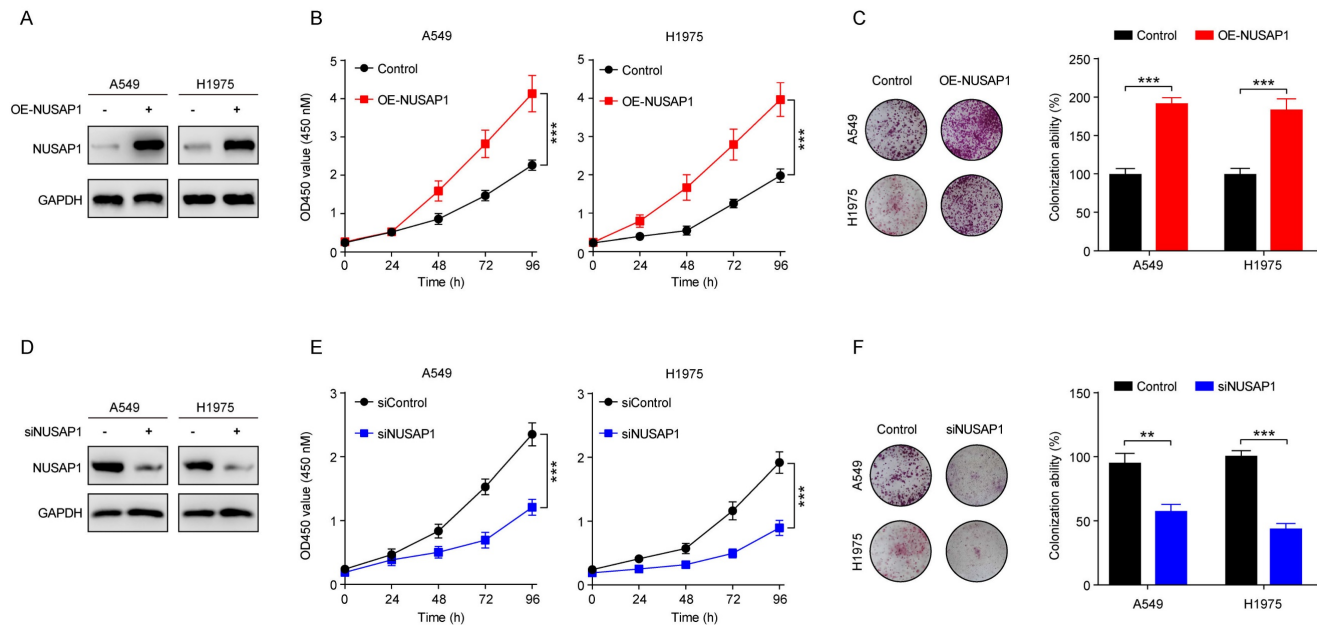 A
A549 H1975
OE-NUSAP1 - + - +
NUSAP1
GAPDH
B
A549
Control
OE-NUSAP1
OD450 value (450 nM)
5
4
3
2
1
0
0 24 48 72 96
Time (h)
***
H1975
Control
OE-NUSAP1
5
4
3
2
1
0
0 24 48 72 96
Time (h)
***
C
Control OE-NUSAP1
A549
H1975
Control OE-NUSAP1
Colonization ability (%)
250
200
150
100
50
0
*** ***
A549 H1975
D
A549 H1975
siNUSAP1 - + - +
NUSAP1
GAPDH
E
A549
siControl
siNUSAP1
OD450 value (450 nM)
3
2
1
0
0 24 48 72 96
Time (h)
***
H1975
siControl
siNUSAP1
3
2
1
0
0 24 48 72 96
Time (h)
***
F
Control siNUSAP1
A549
H1975
Control siNUSAP1
Colonization ability (%)
150
100
50
0
** ***
A549 H1975